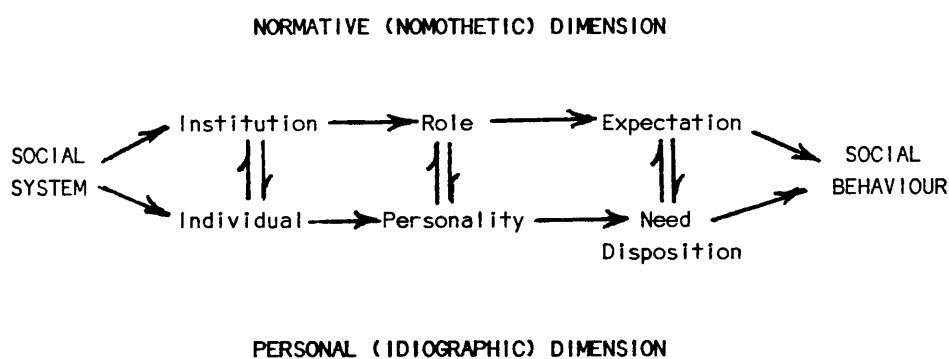 NORMATIVE (NOMOTHETIC) DIMENSION
Institution Role Expectation
SOCIAL SYSTEM
SOCIAL BEHAVIOUR
Individual Personality Need Disposition
PERSONAL (IDIOGRAPHIC) DIMENSION